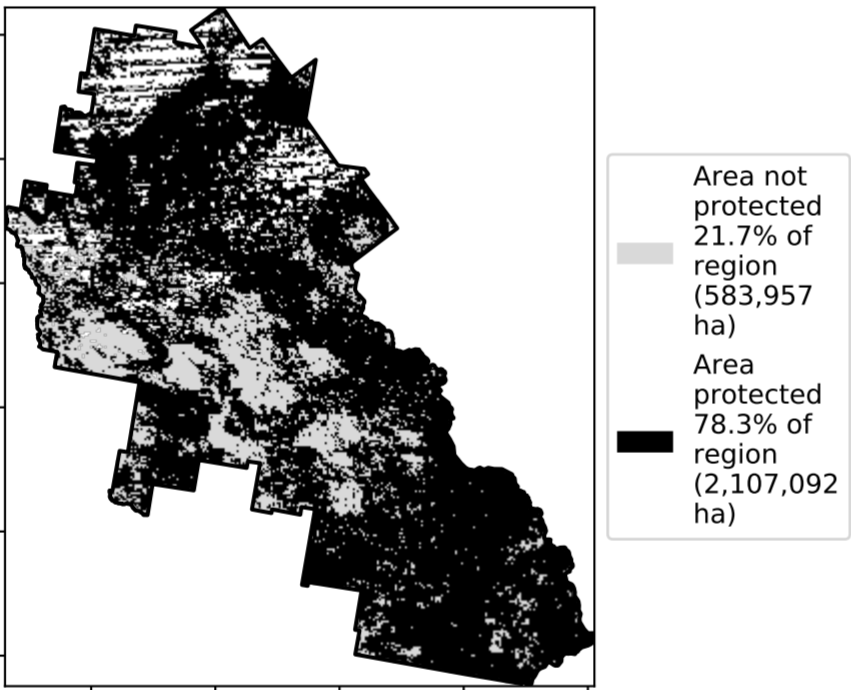 Area not
protected
21.7% of
region
(583,957
ha)
Area
protected
78.3% of
region
(2,107,092
ha)